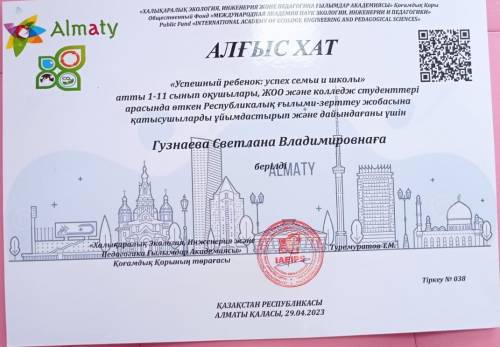 Almaty
«ХАЛЫҚАРАЛЫҚ ЭКОЛОГИЯ, ИНЖЕНЕРИЯ ЖӘНЕ ПЕДАГОГИКА ҒЫЛЫМДАР АКАДЕМИЯСЫ» Қоғамдық Қоры
Общественный Фонд «МЕЖДУНАРОДНАЯ АКАДЕМИЯ НАУК ЭКОЛОГИИ, ИНЖЕНЕРИИ И ПЕДАГОГИКИ»
Public Fund «INTERNATIONAL ACADEMY OF ECOLOGY, ENGINEERING AND PEDAGOGICAL SCIENCES»
АЛҒЫС ХАТ
«Успешный ребенок: успех семьи и школы»
атты 1-11 сынып оқушылары, ЖОО және колледж студенттері
арасында өткен Республикалық ғылыми-зерттеу жобасына
қатысушыларды ұйымдастырып және дайындағаны үшін
Гузнаева Светлана Владимировнаға
берілді
ALMATY
«Халықаралық Экология, Инженерия және
Педагогика Ғылымдар Академиясы»
Қоғамдық Қорының төрағасы
IAEEPS
Туремуратов Т.М.
Тіркеу № 038
ҚАЗАҚСТАН РЕСПУБЛИКАСЫ
АЛМАТЫ ҚАЛАСЫ, 29.04.2023